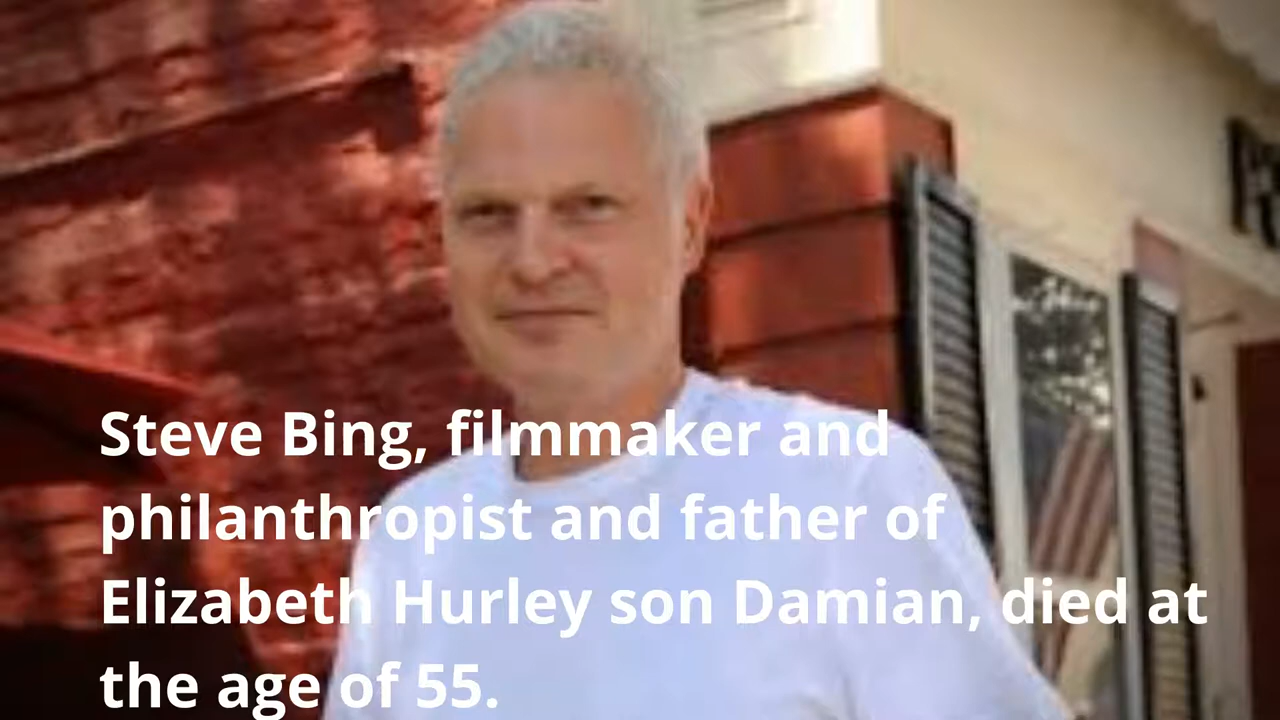 Steve Bing, filmmaker and
philanthropist and father of
Elizabeth Hurley son Damian, died at
the age of 55.